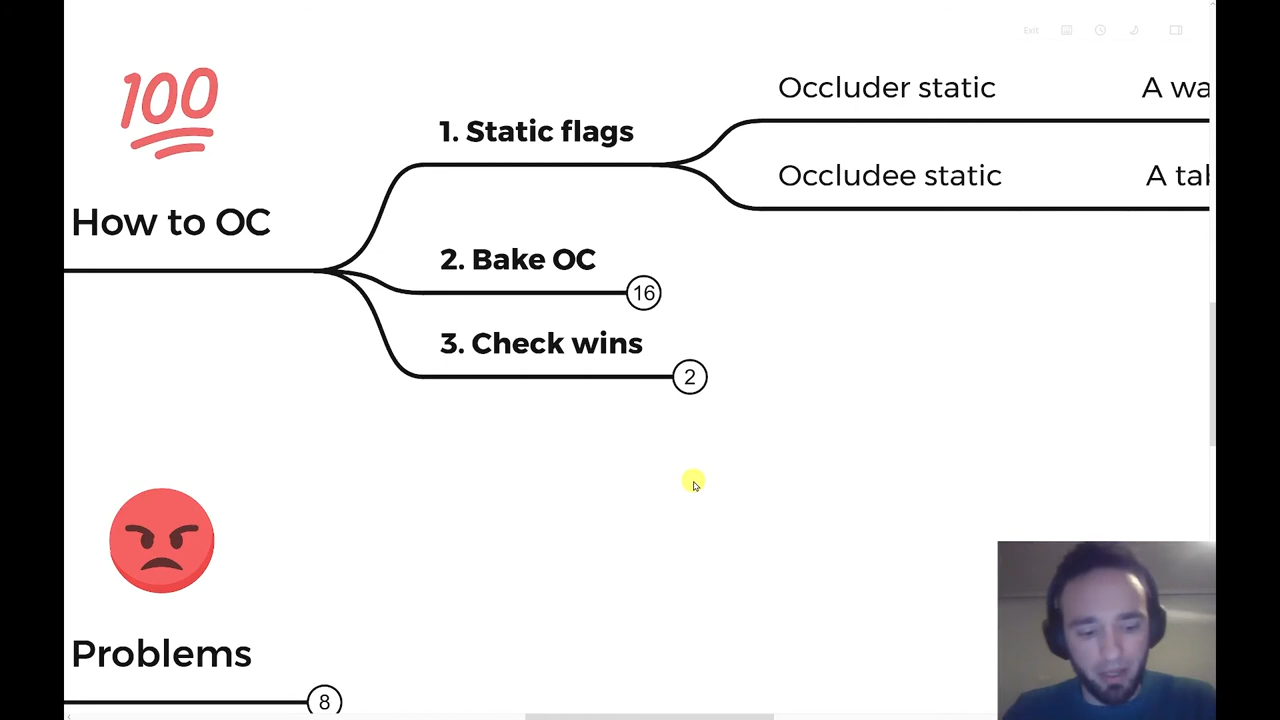 Exit
100
How to OC
1. Static flags
Occluder static
A wa
Occludee static
A tal
2. Bake OC
16
3. Check wins
2
Problems
8